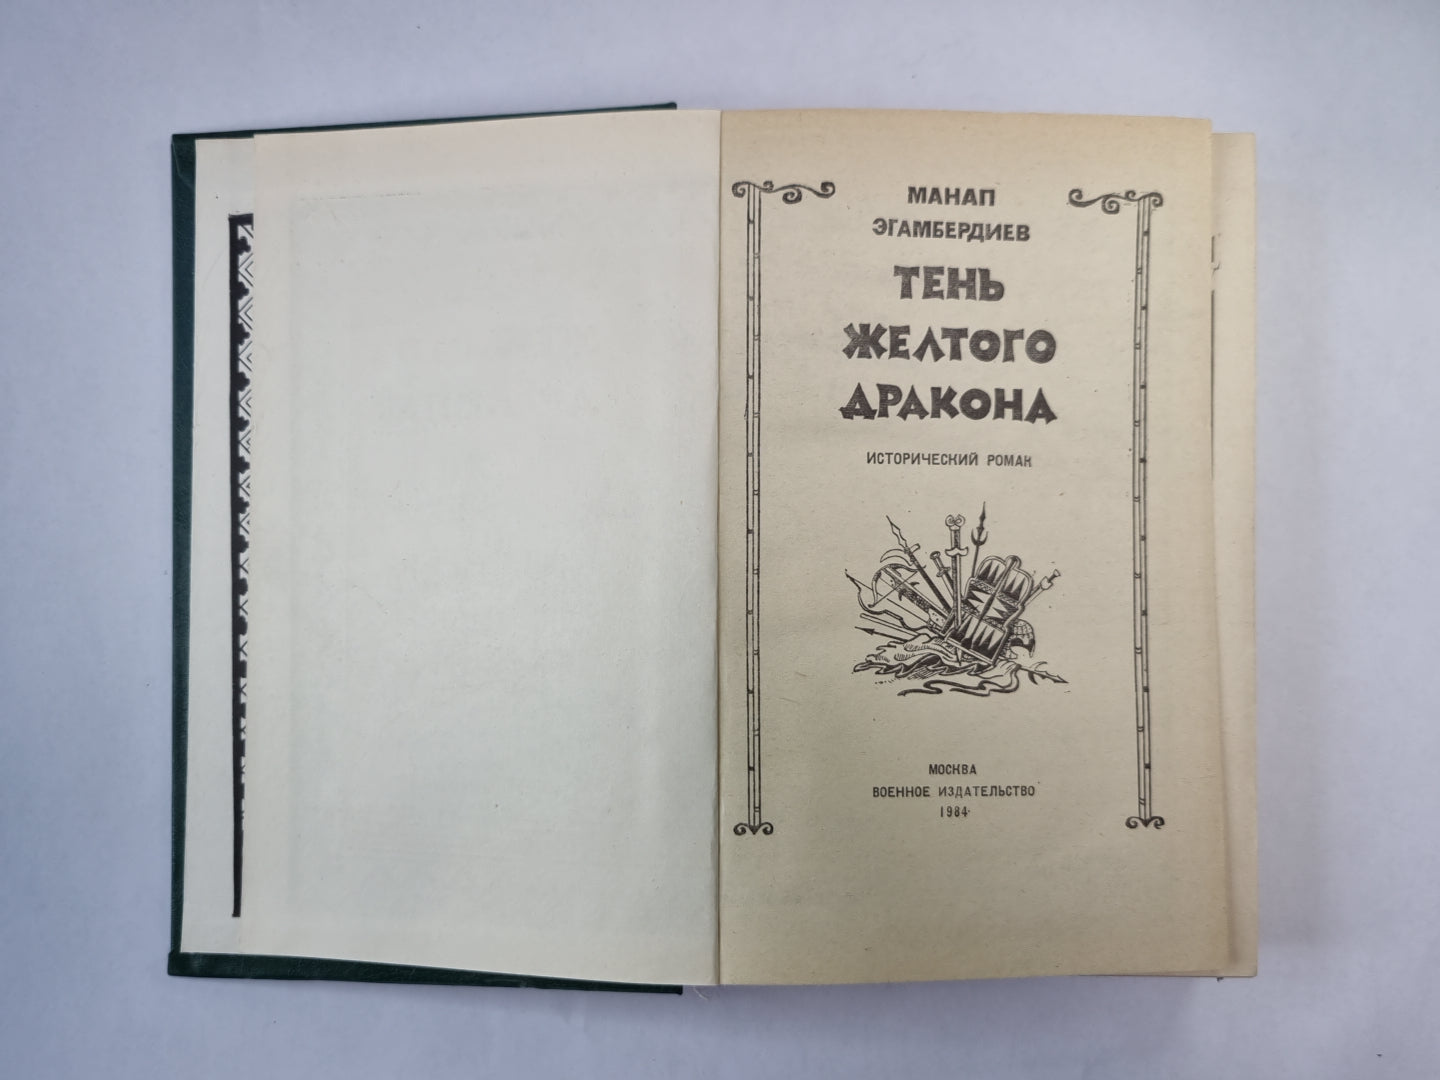 МАНАП
ЭГАМБЕРДИЕВ
ТЕНЬ
ЖЕЛТОГО
ДРАКОНА
ИСТОРИЧЕСКИЙ РОМАН
МОСКВА
ВОЕННОЕ ИЗДАТЕЛЬСТВО
1984